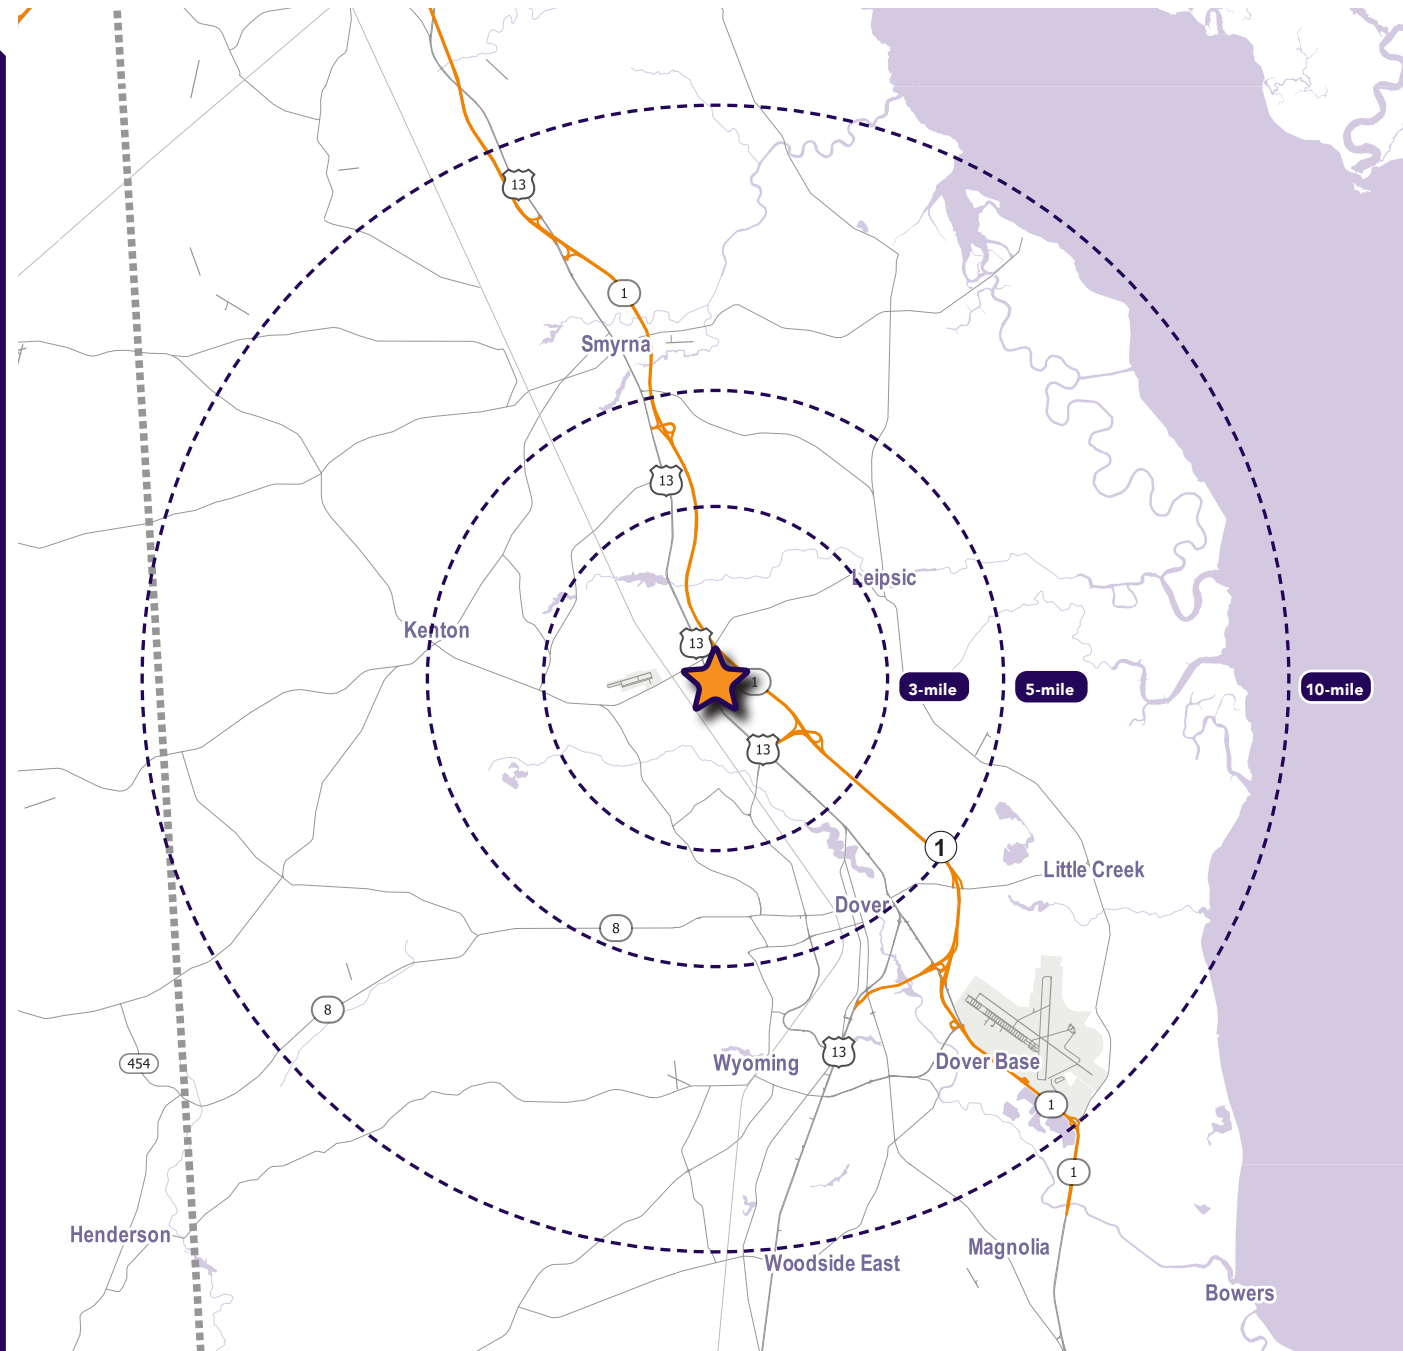 13
1
Smyrna
13
Leipsic
Kenton
13
1
3-mile
5-mile
10-mile
13
1
Little Creek
Dover
8
8
13
454
Wyoming
Dover Base
1
1
Henderson
Magnolia
Woodside East
Bowers